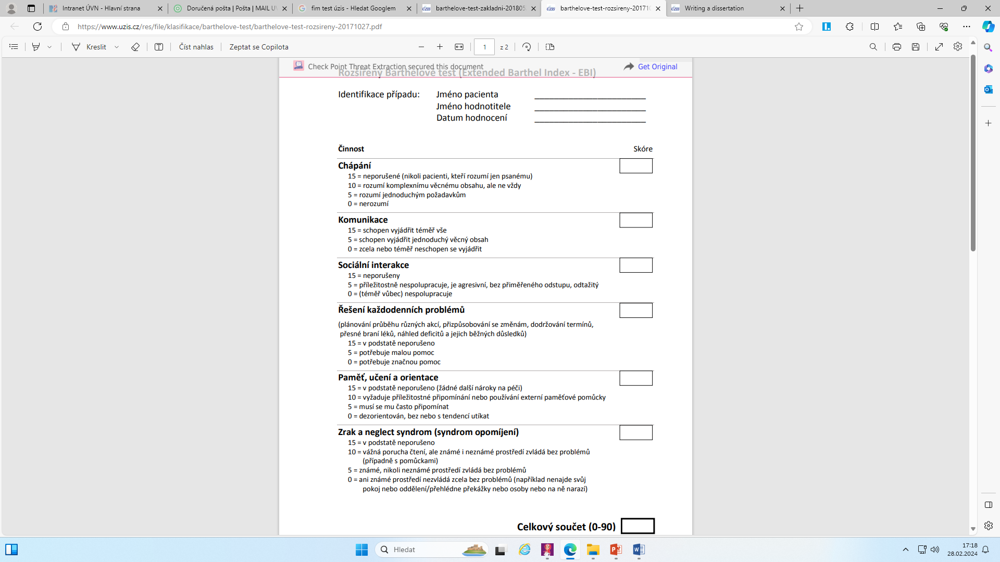 Intranet ÚVN - Hlavní strana
Doručená pošta | Pošta | MAIL U
fim test úzis - Hledat Googlem
ÚZIS barthelove-test-zakladni-201805
ÚZIS barthelove-test-rozsireny-20171
ÚZIS Writing a dissertation
https://www.uzis.cz/res/file/klasifikace/barthelove-test/barthelove-test-rozsireny-20171027.pdf
Kreslit
Číst nahlas
Zeptat se Copilota
1 z 2
Check Point Threat Extraction secured this document
Get Original
Rozšířený Barthelové test (Extended Barthel Index - EBI)
Identifikace případu: Jméno pacienta
Jméno hodnotitele
Datum hodnocení
Činnost Skóre
Chápání
15 = neporušené (nikoli pacienti, kteří rozumí jen psanému)
10 = rozumí komplexnímu věcnému obsahu, ale ne vždy
5 = rozumí jednoduchým požadavkům
0 = nerozumí
Komunikace
15 = schopen vyjádřit téměř vše
5 = schopen vyjádřit jednoduchý věcný obsah
0 = zcela nebo téměř neschopen se vyjádřit
Sociální interakce
15 = neporušeny
5 = příležitostně nespolupracuje, je agresivní, bez přiměřeného odstupu, odtažitý
0 = (téměř vůbec) nespolupracuje
Řešení každodenních problémů
(plánování průběhu různých akcí, přizpůsobování se změnám, dodržování termínů,
přesné braní léků, náhled deficitů a jejich běžných důsledků)
15 = v podstatě neporušeno
5 = potřebuje malou pomoc
0 = potřebuje značnou pomoc
Paměť, učení a orientace
15 = v podstatě neporušeno (žádné další nároky na péči)
10 = vyžaduje příležitostné připomínání nebo používání externí paměťové pomůcky
5 = musí se mu často připomínat
0 = dezorientován, bez nebo s tendencí utíkat
Zrak a neglect syndrom (syndrom opomíjení)
15 = v podstatě neporušeno
10 = vážná porucha čtení, ale známé i neznámé prostředí zvládá bez problémů
(případně s pomůckami)
5 = známé, nikoli neznámé prostředí zvládá bez problémů
0 = ani známé prostředí nezvládá zcela bez problémů (například nenajde svůj
pokoj nebo oddělení/přehlédne překážky nebo osoby nebo na ně narazí)
Celkový součet (0-90)
Hledat
17:18
28.02.2024